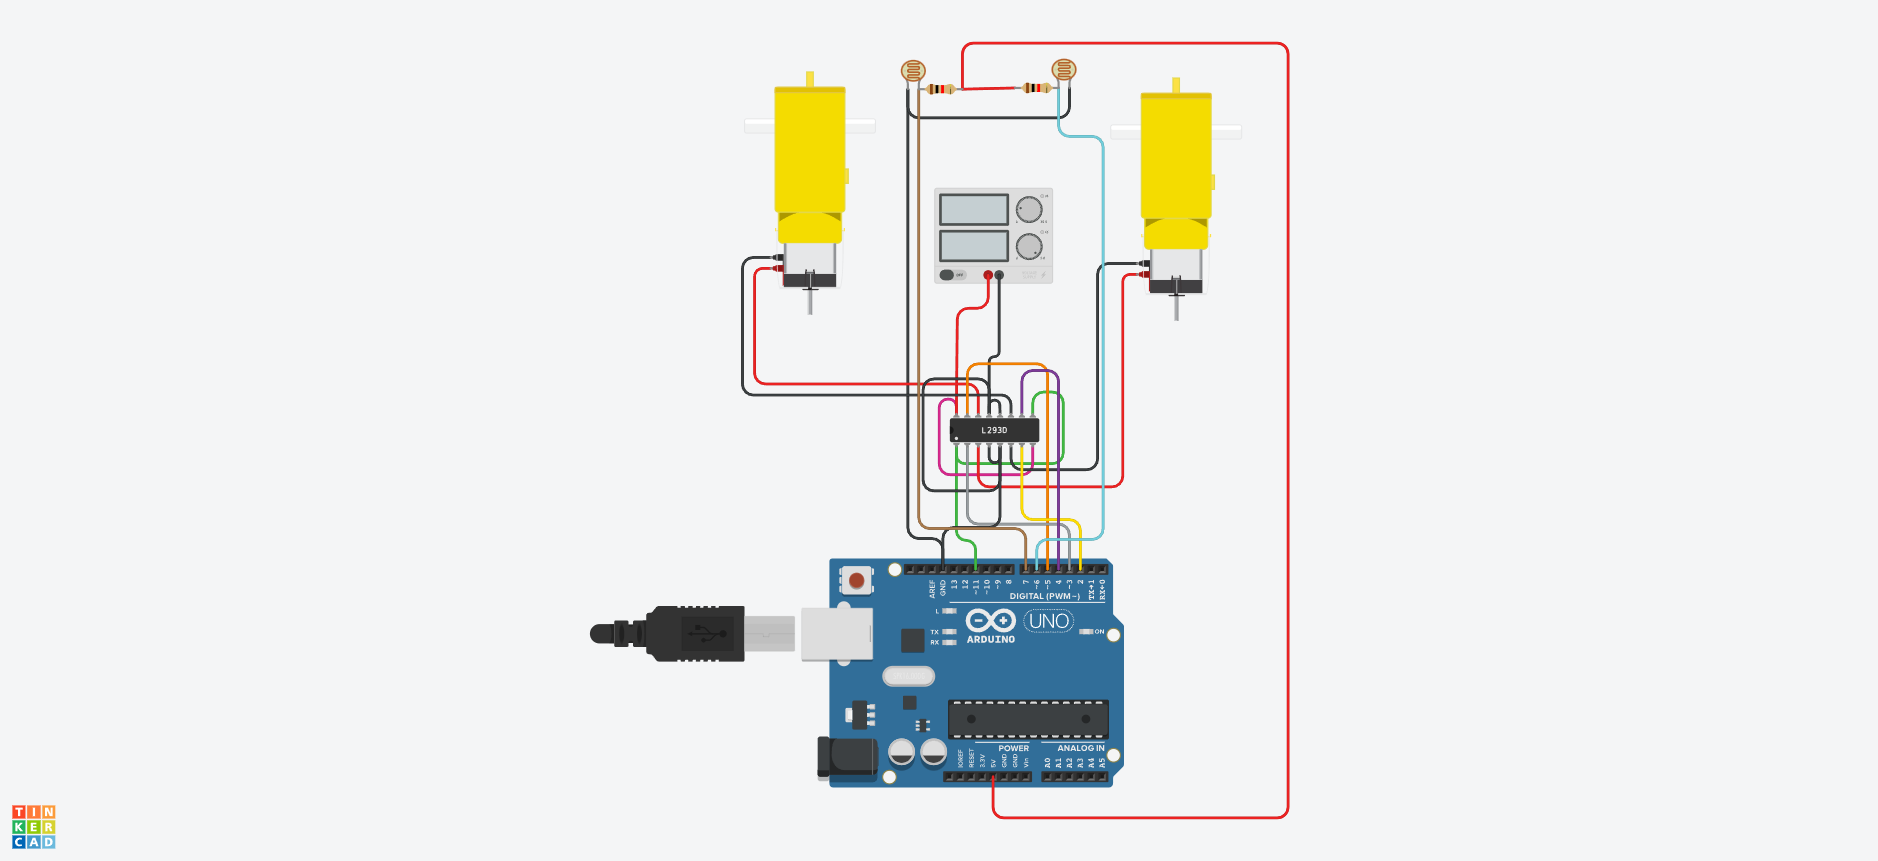 OFF
L293D
AREF
GND
13
12
~11
~10
~9
8
7
~6
~5
4
~3
2
TX→1
RX←0
DIGITAL (PWM~)
L
TX
RX
ARDUINO
UNO
ON
POWER
ANALOG IN
IOREF
RESET
3.3V
5V
GND
GND
Vin
A0
A1
A2
A3
A4
A5
TIN
KER
CAD